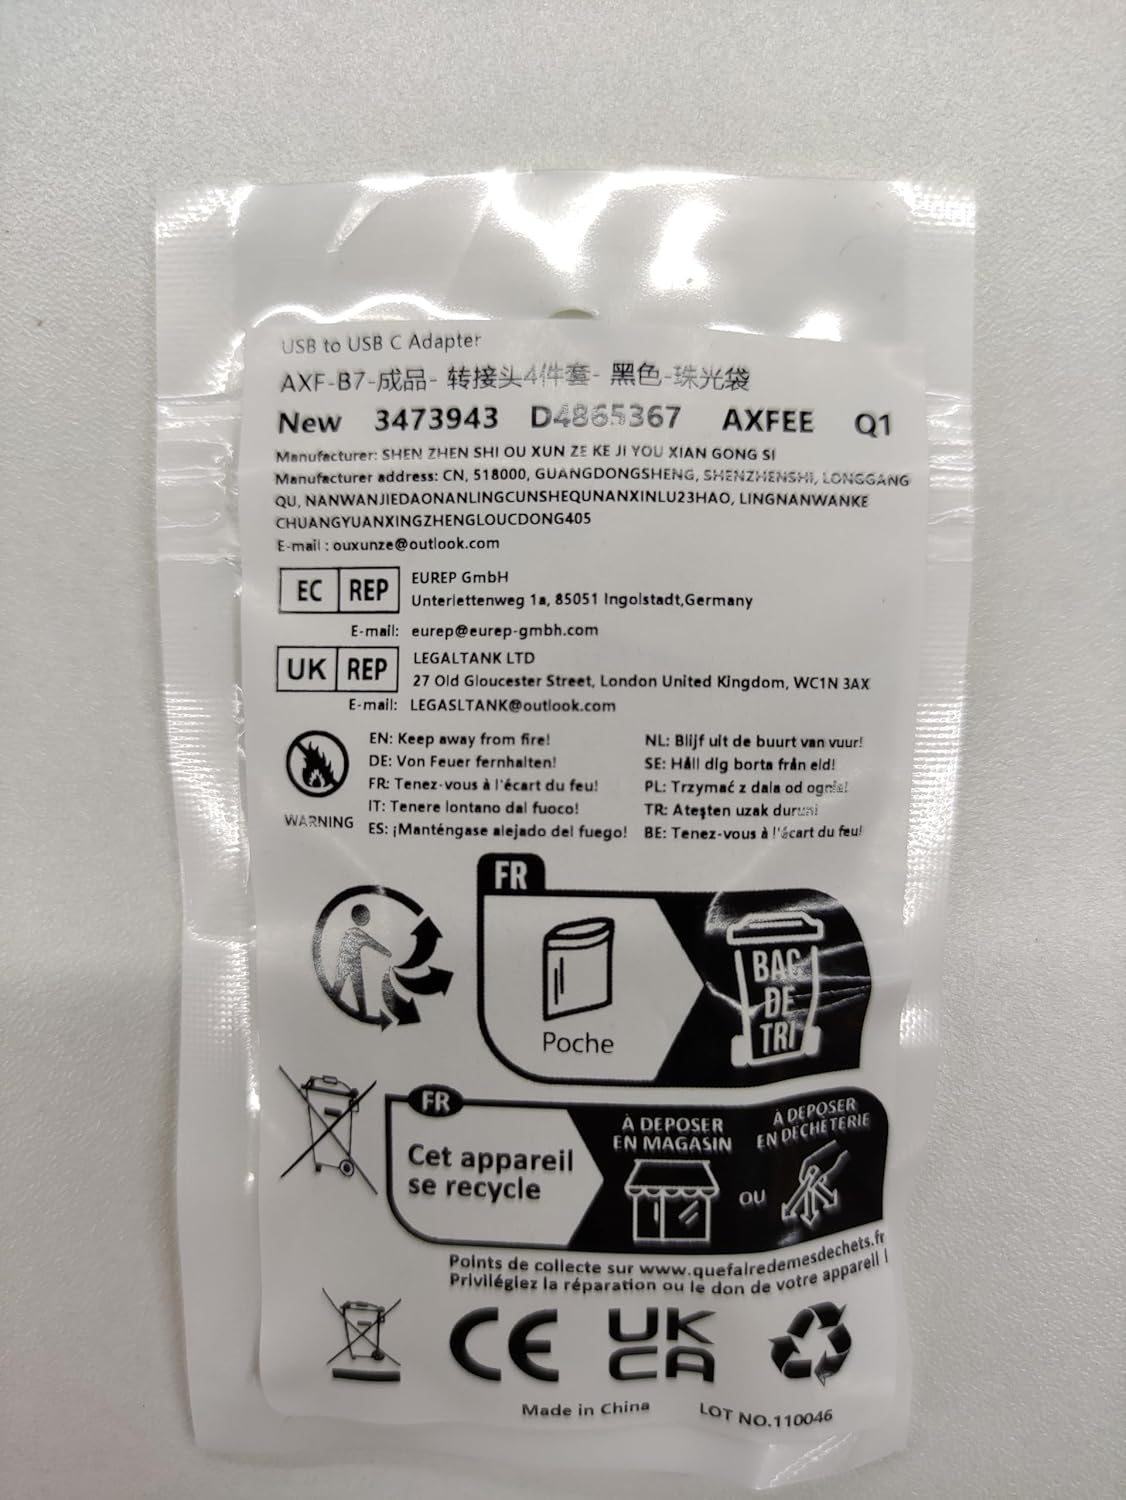 USB to USB C Adapter
AXF-B7-成品- 转接头4件套- 黑色-珠光袋
New 3473943 D4865367 AXFEE Q1
Manufacturer: SHEN ZHEN SHI OU XUN ZE KE JI YOU XIAN GONG SI
Manufacturer address: CN, 518000, GUANGDONGSHENG, SHENZHENSHI, LONGGANG
QU, NANWANJIEDAONANLINGCUNSHEQUNANXINLU23HAO, LINGNANWANKE
CHUANGYUANXINGZHENGLOUCDONG405
E-mail : ouxunze@outlook.com
EC REP
EUREP GmbH
Unterlettenweg 1a, 85051 Ingolstadt,Germany
E-mail: eurep@eurep-gmbh.com
UK REP
LEGALTANK LTD
27 Old Gloucester Street, London United Kingdom, WC1N 3AX
E-mail: LEGASLTANK@outlook.com
WARNING
EN: Keep away from fire!
DE: Von Feuer fernhalten!
FR: Tenez-vous à l'écart du feu!
IT: Tenere lontano dal fuoco!
ES: ¡Manténgase alejado del fuego!
NL: Blijf uit de buurt van vuur!
SE: Håll dig borta från eld!
PL: Trzymać z dala od ognia!
TR: Ateşten uzak durun!
BE: Tenez-vous à l'écart du feu!
FR
Poche
BAC
DE
TRI
FR
Cet appareil
se recycle
À DEPOSER
EN MAGASIN
OU
À DEPOSER
EN DÉCHÈTERIE
Points de collecte sur www.quefairedemesdechets.fr
Privilégiez la réparation ou le don de votre appareil !
CE
UK
CA
Made in China
LOT NO.110046